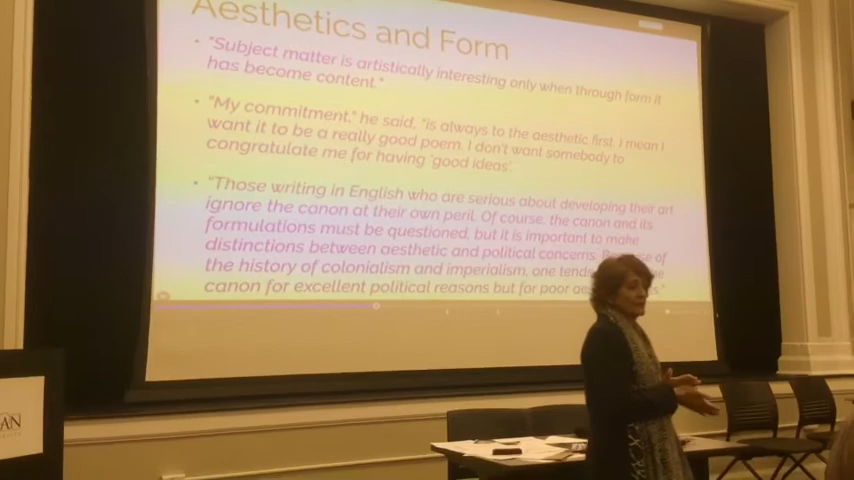 Aesthetics and Form
• "Subject matter is artistically interesting only when through form it
has become content."
• "My commitment," he said, "is always to the aesthetic first. I mean I
want it to be a really good poem. I don't want somebody to
congratulate me for having 'good ideas'.
• "Those writing in English who are serious about developing their art
ignore the canon at their own peril. Of course, the canon and its
formulations must be questioned, but it is important to make
distinctions between aesthetic and political concerns. of
the history of colonialism and imperialism, one
canon for excellent political reasons but for poor
AN